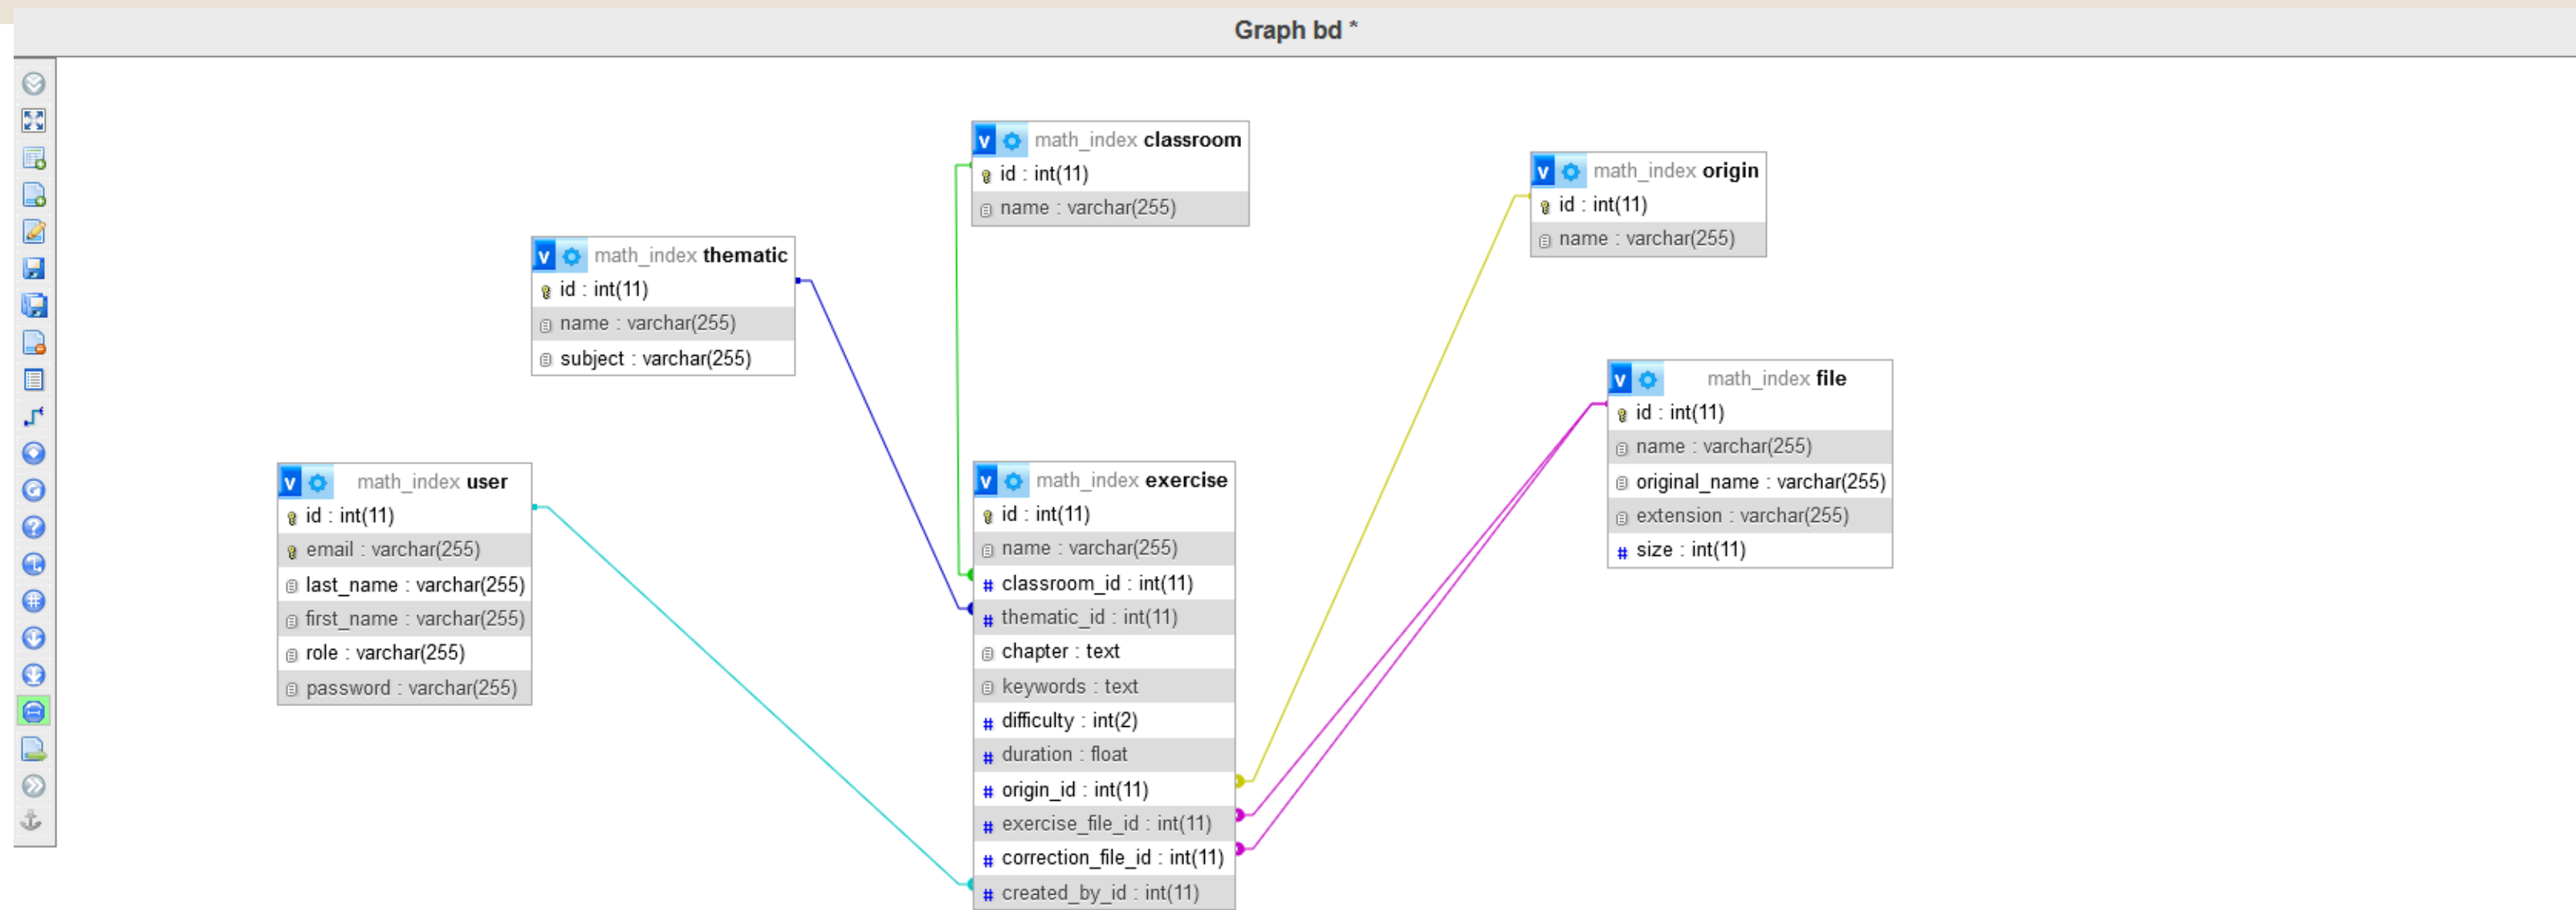 Graph bd *
math_index classroom
id : int(11)
name : varchar(255)
math_index origin
id : int(11)
name : varchar(255)
math_index thematic
id : int(11)
name : varchar(255)
subject : varchar(255)
math_index file
id : int(11)
name : varchar(255)
original_name : varchar(255)
extension : varchar(255)
# size : int(11)
math_index user
id : int(11)
email : varchar(255)
last_name : varchar(255)
first_name : varchar(255)
role : varchar(255)
password : varchar(255)
math_index exercise
id : int(11)
name : varchar(255)
# classroom_id : int(11)
# thematic_id : int(11)
chapter : text
keywords : text
# difficulty : int(2)
# duration : float
# origin_id : int(11)
# exercise_file_id : int(11)
# correction_file_id : int(11)
# created_by_id : int(11)